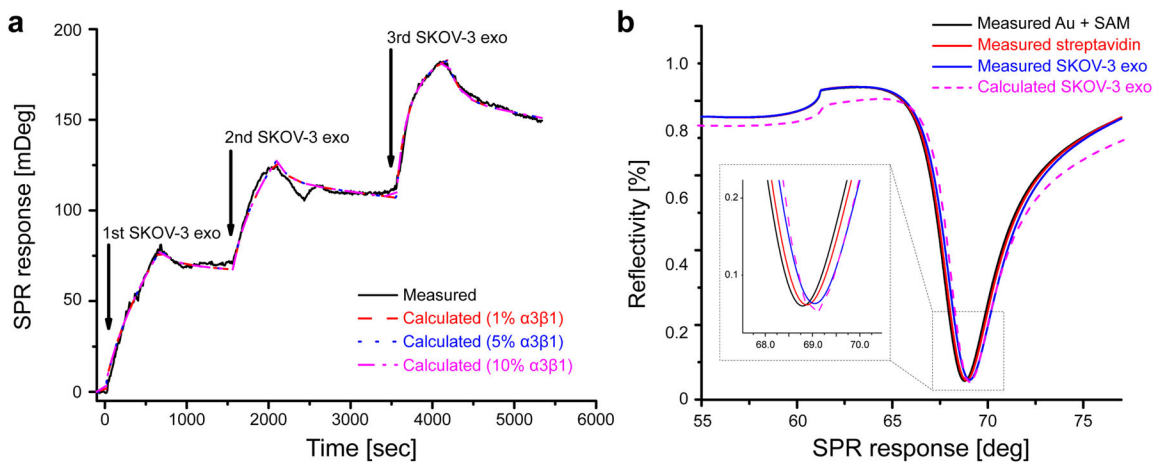 a
SPR response [mDeg]
200
150
100
50
0
0 1000 2000 3000 4000 5000 6000
Time [sec]
1st SKOV-3 exo
2nd SKOV-3 exo
3rd SKOV-3 exo
Measured
Calculated (1% α3β1)
Calculated (5% α3β1)
Calculated (10% α3β1)
b
Measured Au + SAM
Measured streptavidin
Measured SKOV-3 exo
Calculated SKOV-3 exo
Reflectivity [%]
1.0
0.8
0.6
0.4
0.2
0
55 60 65 70 75
SPR response [deg]
0.2
0.1
68.0 69.0 70.0